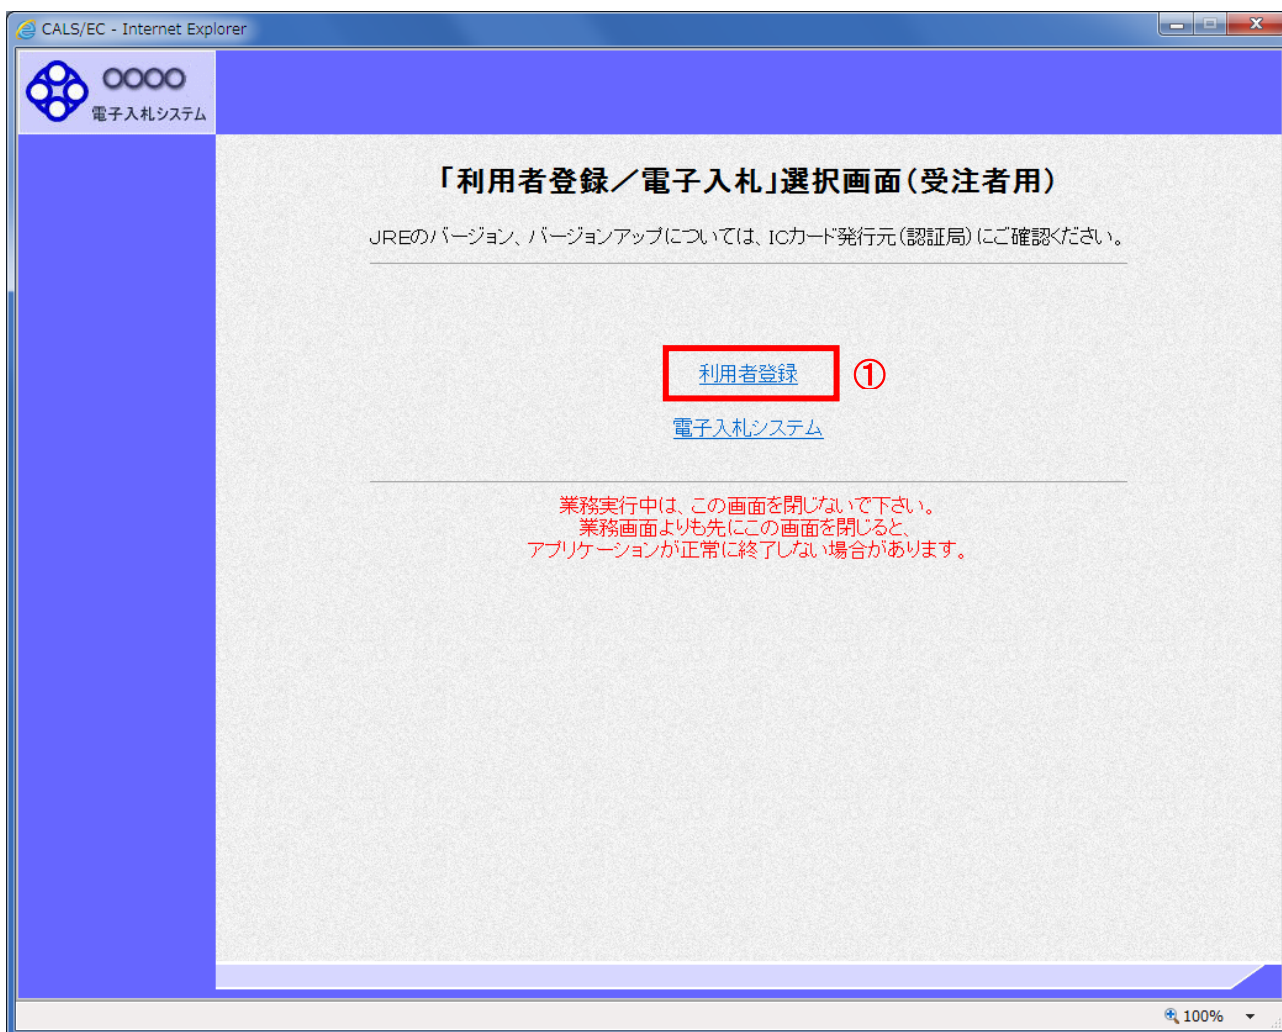 CALS/EC - Internet Explorer
○○○○
電子入札システム
「利用者登録／電子入札」選択画面(受注者用)
JREのバージョン、バージョンアップについては、ICカード発行元(認証局)にご確認ください。
利用者登録 ①
電子入札システム
業務実行中は、この画面を閉じないで下さい。
業務画面よりも先にこの画面を閉じると、
アプリケーションが正常に終了しない場合があります。
100%